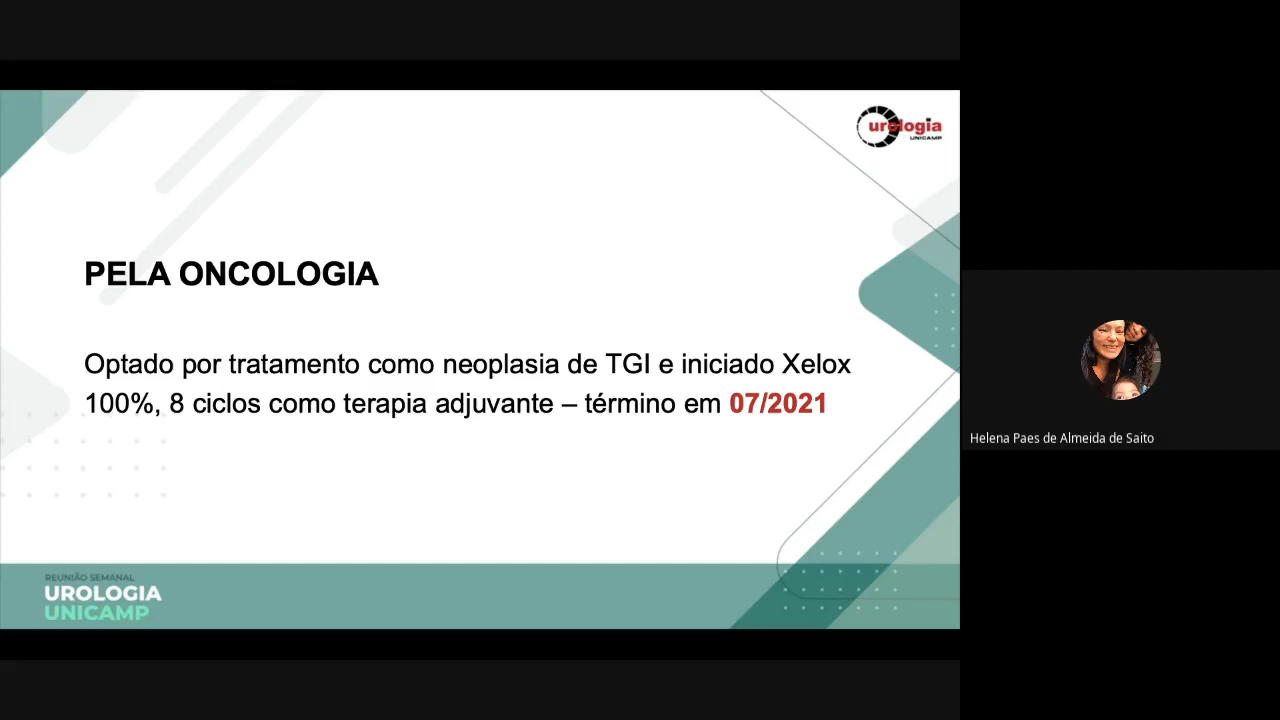 urologia
UNICAMP
PELA ONCOLOGIA
Optado por tratamento como neoplasia de TGI e iniciado Xelox
100%, 8 ciclos como terapia adjuvante – término em 07/2021
REUNIÃO SEMANAL
UROLOGIA
UNICAMP
Helena Paes de Almeida de Saito